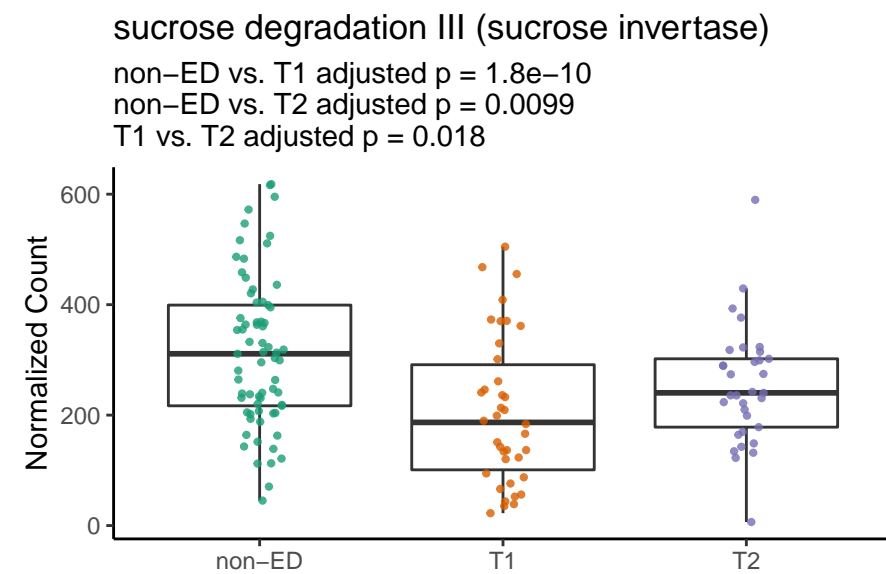 sucrose degradation III (sucrose invertase)
non−ED vs. T1 adjusted p = 1.8e−10
non−ED vs. T2 adjusted p = 0.0099
T1 vs. T2 adjusted p = 0.018
Normalized Count
600
400
200
0
non−ED
T1
T2